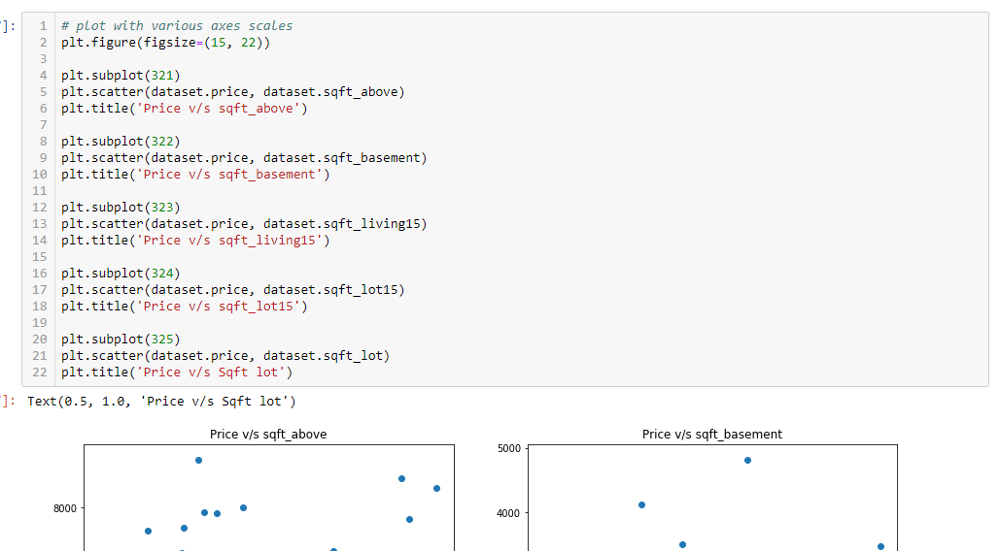 ]:
1 # plot with various axes scales
2 plt.figure(figsize=(15, 22))
3
4 plt.subplot(321)
5 plt.scatter(dataset.price, dataset.sqft_above)
6 plt.title('Price v/s sqft_above')
7
8 plt.subplot(322)
9 plt.scatter(dataset.price, dataset.sqft_basement)
10 plt.title('Price v/s sqft_basement')
11
12 plt.subplot(323)
13 plt.scatter(dataset.price, dataset.sqft_living15)
14 plt.title('Price v/s sqft_living15')
15
16 plt.subplot(324)
17 plt.scatter(dataset.price, dataset.sqft_lot15)
18 plt.title('Price v/s sqft_lot15')
19
20 plt.subplot(325)
21 plt.scatter(dataset.price, dataset.sqft_lot)
22 plt.title('Price v/s Sqft lot')
]: Text(0.5, 1.0, 'Price v/s Sqft lot')
Price v/s sqft_above
8000
Price v/s sqft_basement
5000
4000